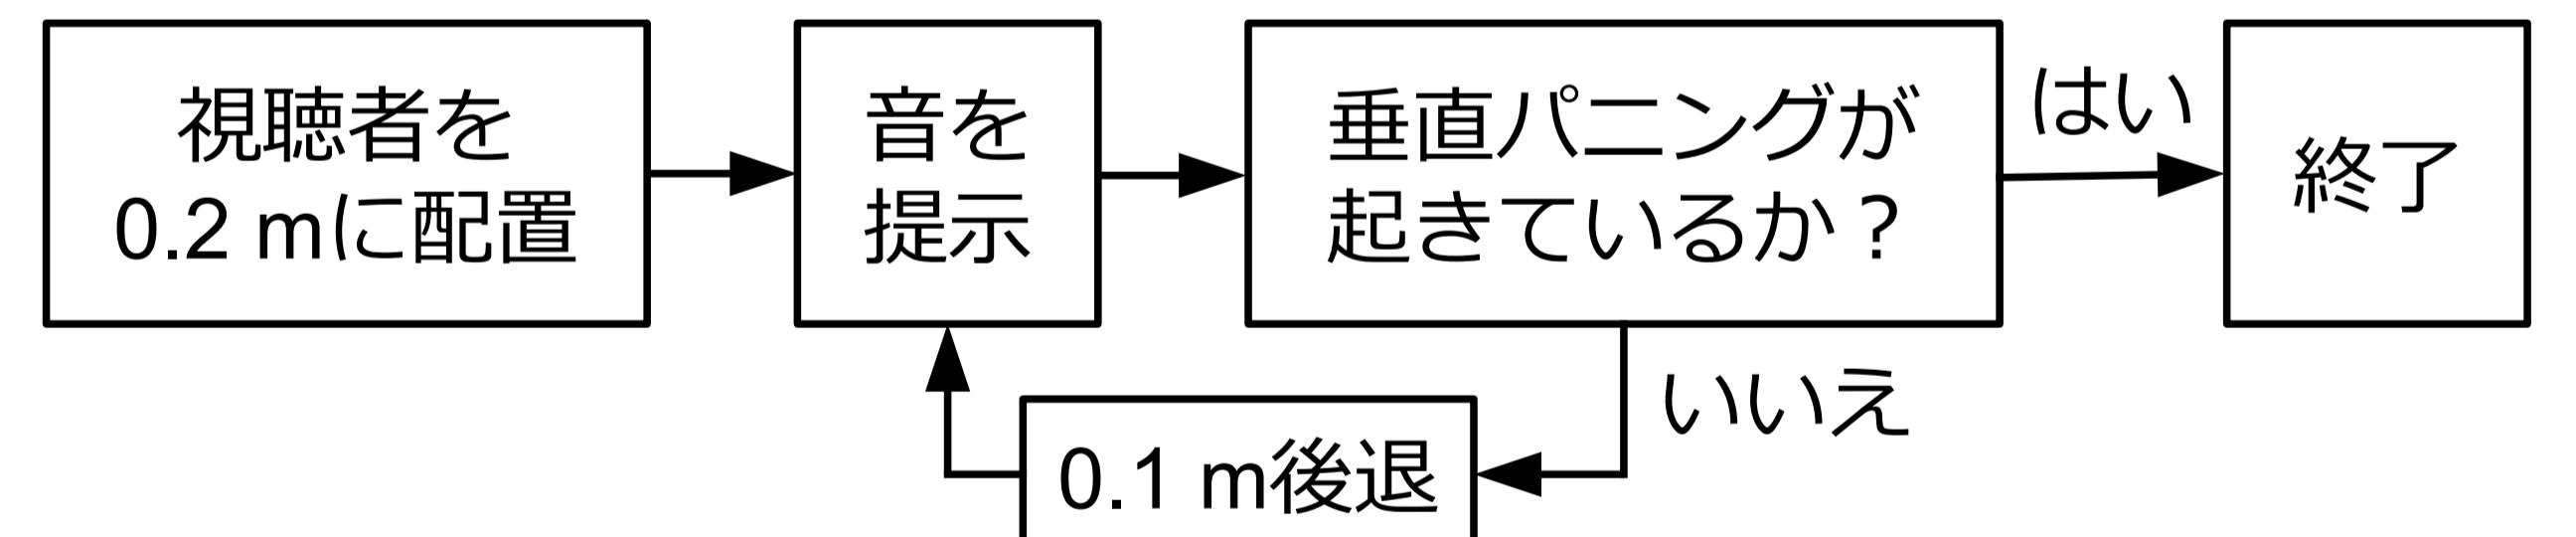 視聴者を
0.2 mに配置
音を
提示
垂直パニングが
起きているか？
はい
終了
いいえ
0.1 m後退